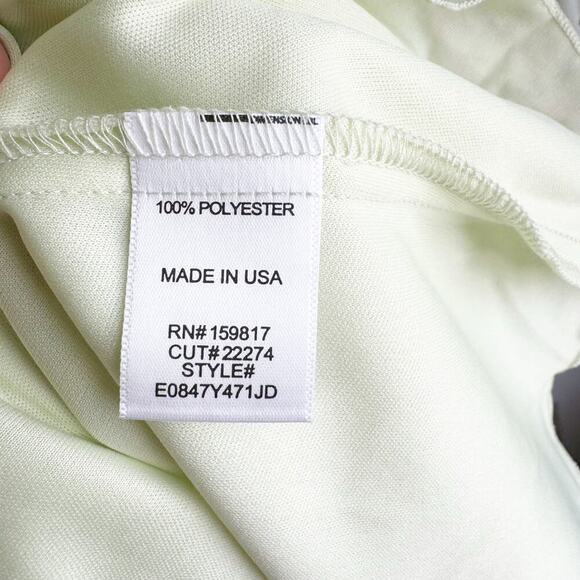 100% POLYESTER
MADE IN USA
RN# 159817
CUT# 22274
STYLE#
E0847Y471JD